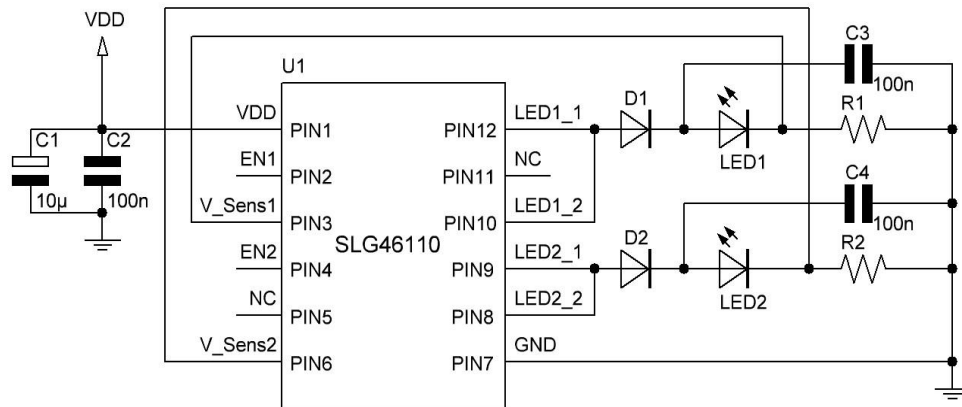 VDD
U1
C1
10µ
C2
100n
VDD
EN1
V_Sens1
EN2
NC
V_Sens2
PIN1
PIN2
PIN3
PIN4
PIN5
PIN6
SLG46110
PIN12
PIN11
PIN10
PIN9
PIN8
PIN7
LED1_1
NC
LED1_2
LED2_1
LED2_2
GND
D1
LED1
C3
100n
R1
D2
LED2
C4
100n
R2